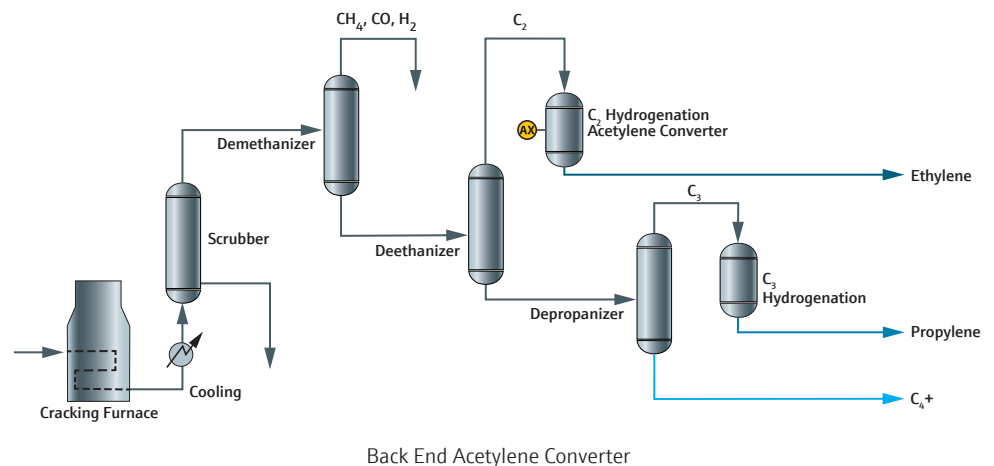 CH₄, CO, H₂
C₂
C₂ Hydrogenation
Acetylene Converter
AX
Demethanizer
Ethylene
C₃
Scrubber
Deethanizer
C₃
Hydrogenation
Depropanizer
Propylene
Cooling
C₄+
Cracking Furnace
Back End Acetylene Converter